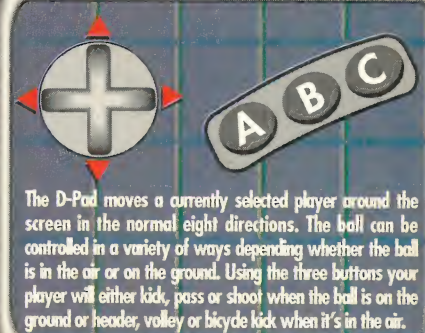 A B C
The D-Pad moves a currently selected player around the
screen in the normal eight directions. The ball can be
controlled in a variety of ways depending whether the ball
is in the air or on the ground. Using the three buttons your
player will either kick, pass or shoot when the ball is on the
ground or header, volley or bicycle kick when it's in the air.